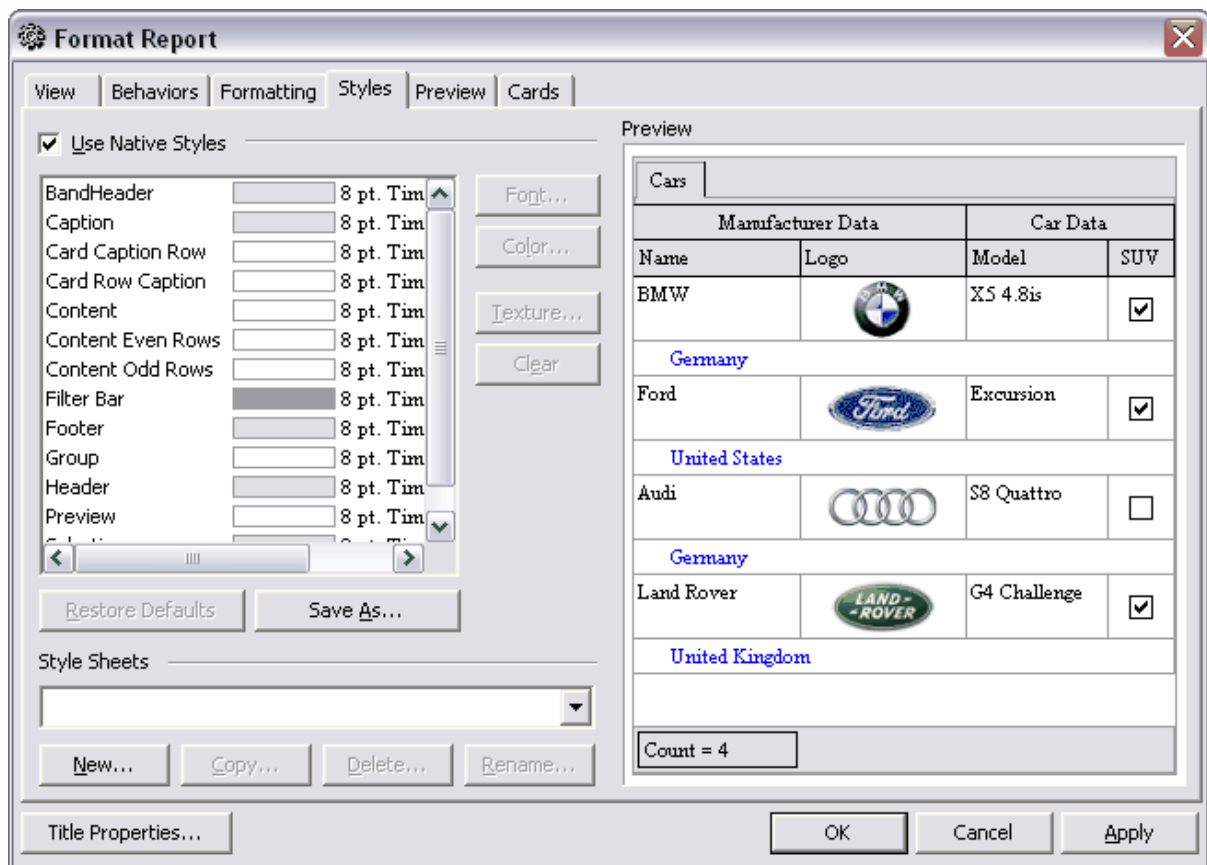 Format Report
View Behaviors Formatting Styles Preview Cards
Use Native Styles
BandHeader 8 pt. Tim
Caption 8 pt. Tim
Card Caption Row 8 pt. Tim
Card Row Caption 8 pt. Tim
Content 8 pt. Tim
Content Even Rows 8 pt. Tim
Content Odd Rows 8 pt. Tim
Filter Bar 8 pt. Tim
Footer 8 pt. Tim
Group 8 pt. Tim
Header 8 pt. Tim
Preview 8 pt. Tim
Font...
Color...
Texture...
Clear
Restore Defaults Save As...
Style Sheets
New... Copy... Delete... Rename...
Preview
Cars
Manufacturer Data Car Data
Name Logo Model SUV
BMW BMW X5 4.8is
Germany
Ford Ford Excursion
United States
Audi S8 Quattro
Germany
Land Rover LAND- G4 Challenge
-ROVER
United Kingdom
Count = 4
Title Properties... OK Cancel Apply